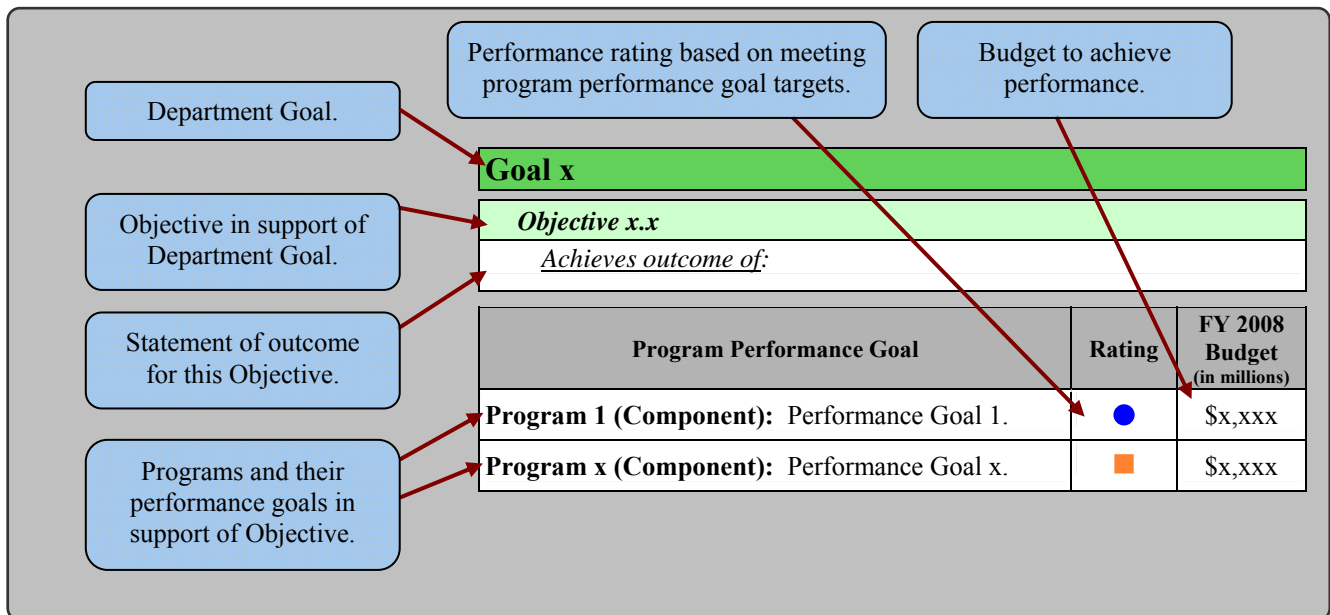 Performance rating based on meeting
program performance goal targets.
Budget to achieve
performance.
Department Goal.
Goal x
Objective in support of
Department Goal.
Objective x.x
Achieves outcome of:
Statement of outcome
for this Objective.
Program Performance Goal
Rating
FY 2008
Budget
(in millions)
Programs and their
performance goals in
support of Objective.
Program 1 (Component): Performance Goal 1.
$x,xxx
Program x (Component): Performance Goal x.
$x,xxx